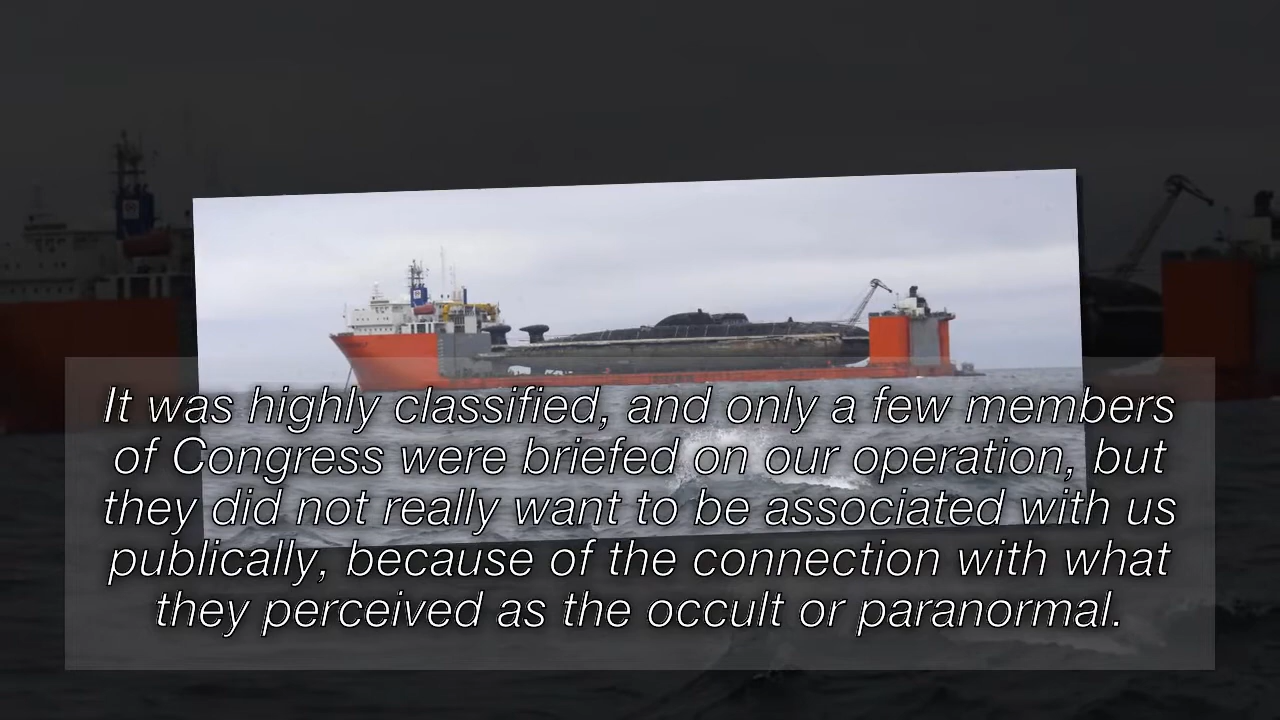 It was highly classified, and only a few members
of Congress were briefed on our operation, but
they did not really want to be associated with us
publically, because of the connection with what
they perceived as the occult or paranormal.